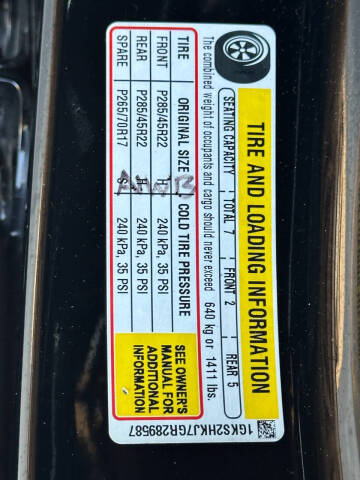 TIRE AND LOADING INFORMATION
SEATING CAPACITY TOTAL 7 FRONT 2 REAR 5
The combined weight of occupants and cargo should never exceed 640 kg or 1411 lbs.
TIRE ORIGINAL SIZE COLD TIRE PRESSURE
FRONT P285/45R22 240 kPa, 35 PSI
REAR P285/45R22 H 240 kPa, 35 PSI
SPARE P265/70R17 S 240 kPa, 35 PSI
SEE OWNER'S
MANUAL FOR
ADDITIONAL
INFORMATION
1GKS2HKJ7GR289587